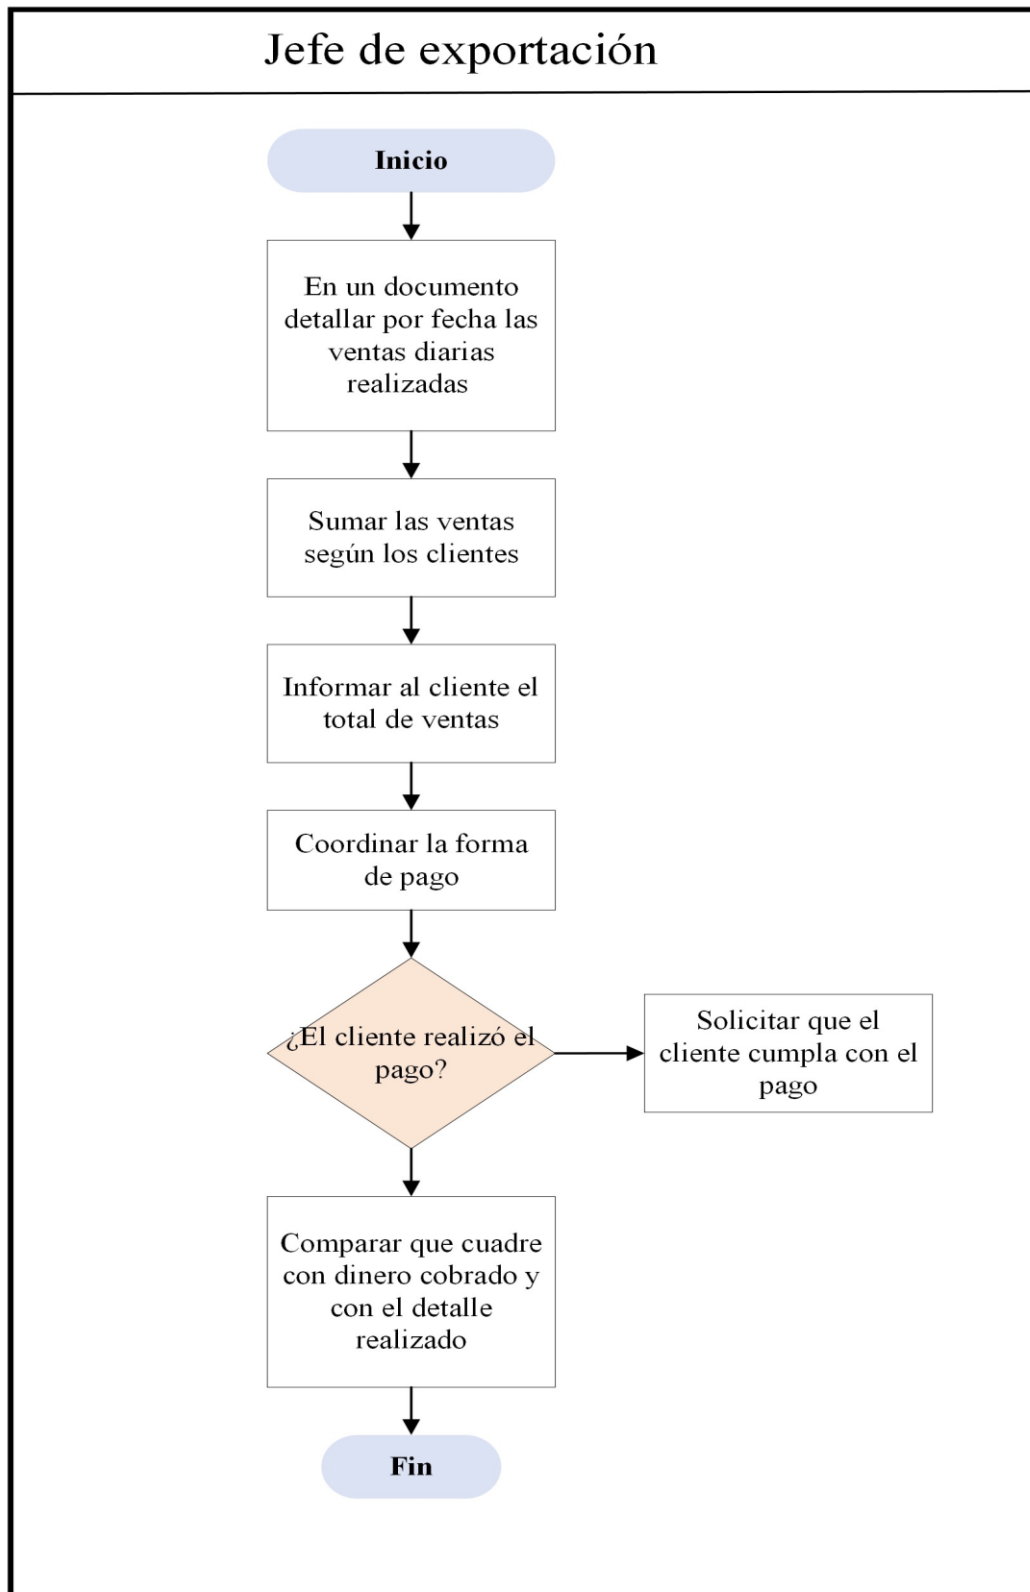 Jefe de exportación
Inicio
En un documento
detallar por fecha las
ventas diarias
realizadas
Sumar las ventas
según los clientes
Informar al cliente el
total de ventas
Coordinar la forma
de pago
¿El cliente realizó el
pago?
Solicitar que el
cliente cumpla con el
pago
Comparar que cuadre
con dinero cobrado y
con el detalle
realizado
Fin